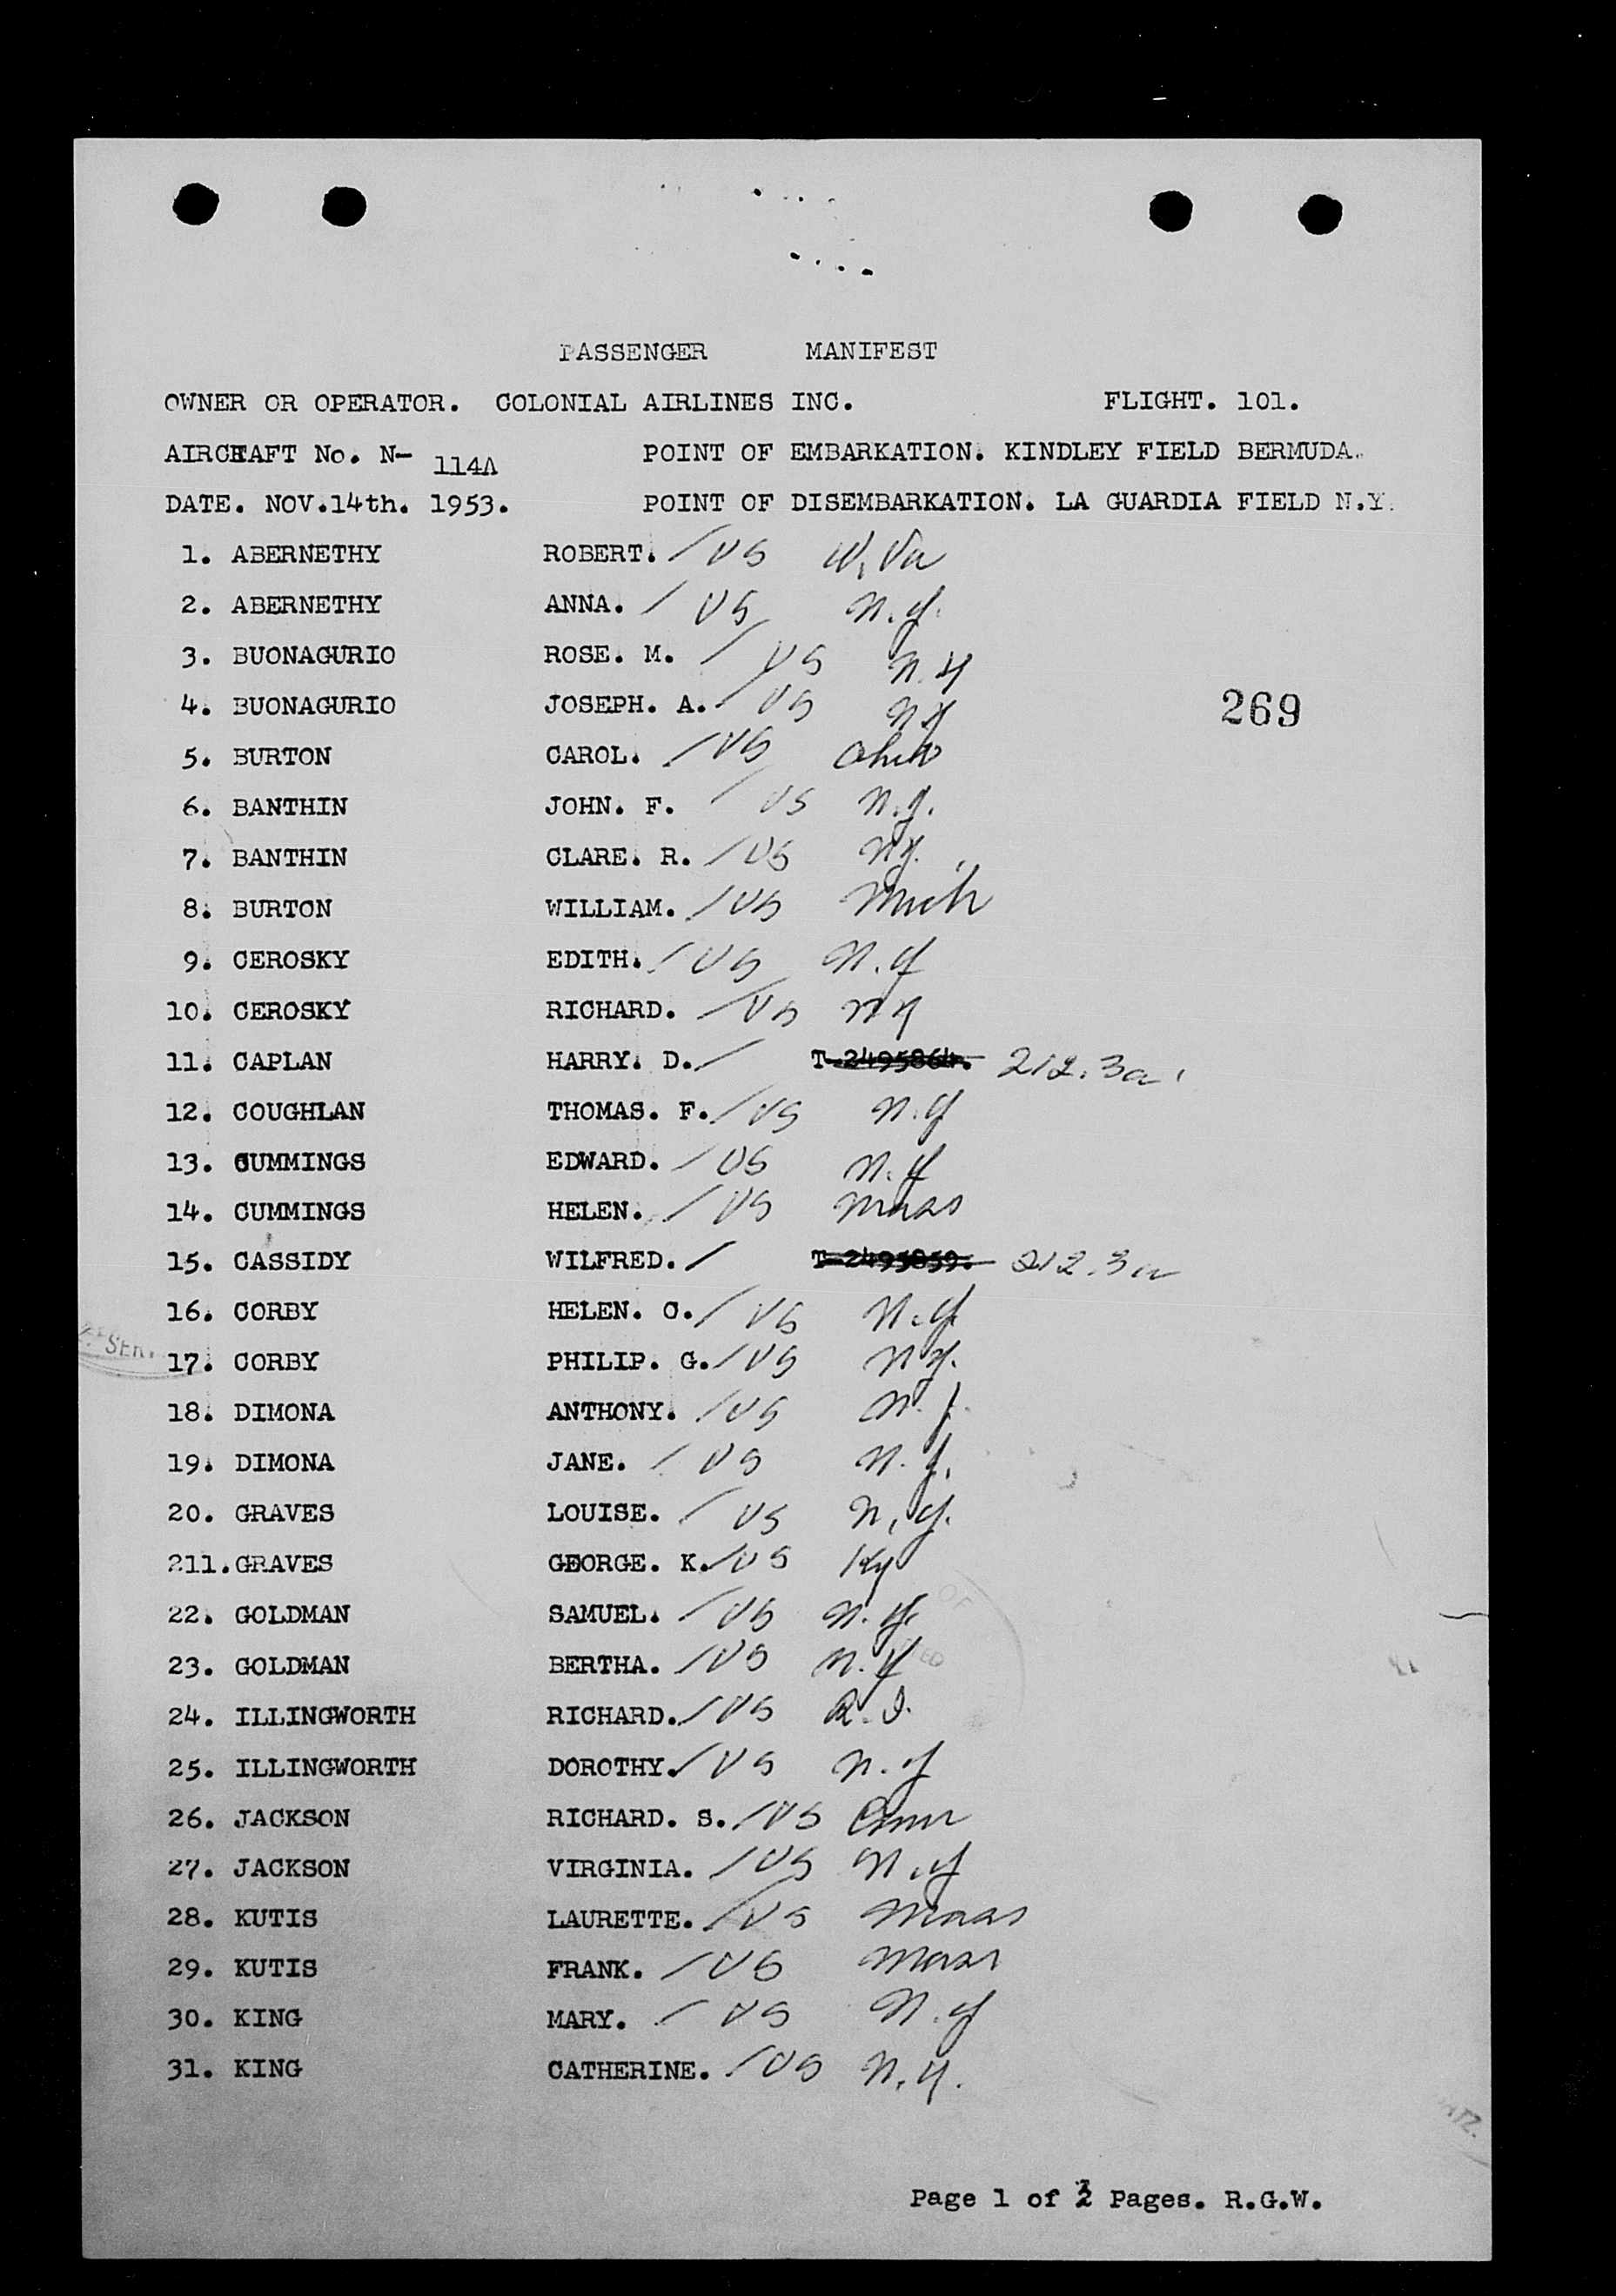 PASSENGER MANIFEST
OWNER OR OPERATOR. COLONIAL AIRLINES INC. FLIGHT. 101.
AIRCRAFT No. N- 114A POINT OF EMBARKATION. KINDLEY FIELD BERMUDA.
DATE. NOV.14th. 1953. POINT OF DISEMBARKATION. LA GUARDIA FIELD N.Y.
1. ABERNETHY ROBERT. / US W. Va
2. ABERNETHY ANNA. / US N.Y.
3. BUONAGURIO ROSE. M. / US N.Y
4. BUONAGURIO JOSEPH. A. / US NY
269
5. BURTON CAROL. / US Ohio
6. BANTHIN JOHN. F. / US N.J.
7. BANTHIN CLARE. R. / US NY.
8. BURTON WILLIAM. / US Mich
9. CEROSKY EDITH. / US N.Y
10. CEROSKY RICHARD. / US NY
11. CAPLAN HARRY. D. / T-2495864. 212.3a
12. COUGHLAN THOMAS. F. / US N.Y
13. CUMMINGS EDWARD. / US N.Y
14. CUMMINGS HELEN. / US Mass
15. CASSIDY WILFRED. / T-2495859. 212.3a
16. CORBY HELEN. C. / US N.Y
17. CORBY PHILIP. G. / US NY.
18. DIMONA ANTHONY. / US N.J.
19. DIMONA JANE. / US N.J.
20. GRAVES LOUISE. / US N.Y.
211. GRAVES GEORGE. K. / US Ky
22. GOLDMAN SAMUEL. / US N.Y.
23. GOLDMAN BERTHA. / US N.Y
24. ILLINGWORTH RICHARD. / US R.I.
25. ILLINGWORTH DOROTHY. / US N.Y
26. JACKSON RICHARD. S. / US Conn
27. JACKSON VIRGINIA. / US N.Y
28. KUTIS LAURETTE. / US Mass
29. KUTIS FRANK. / US Mass
30. KING MARY. / US N.Y
31. KING CATHERINE. / US N.Y.
Page 1 of 2 Pages. R.G.W.